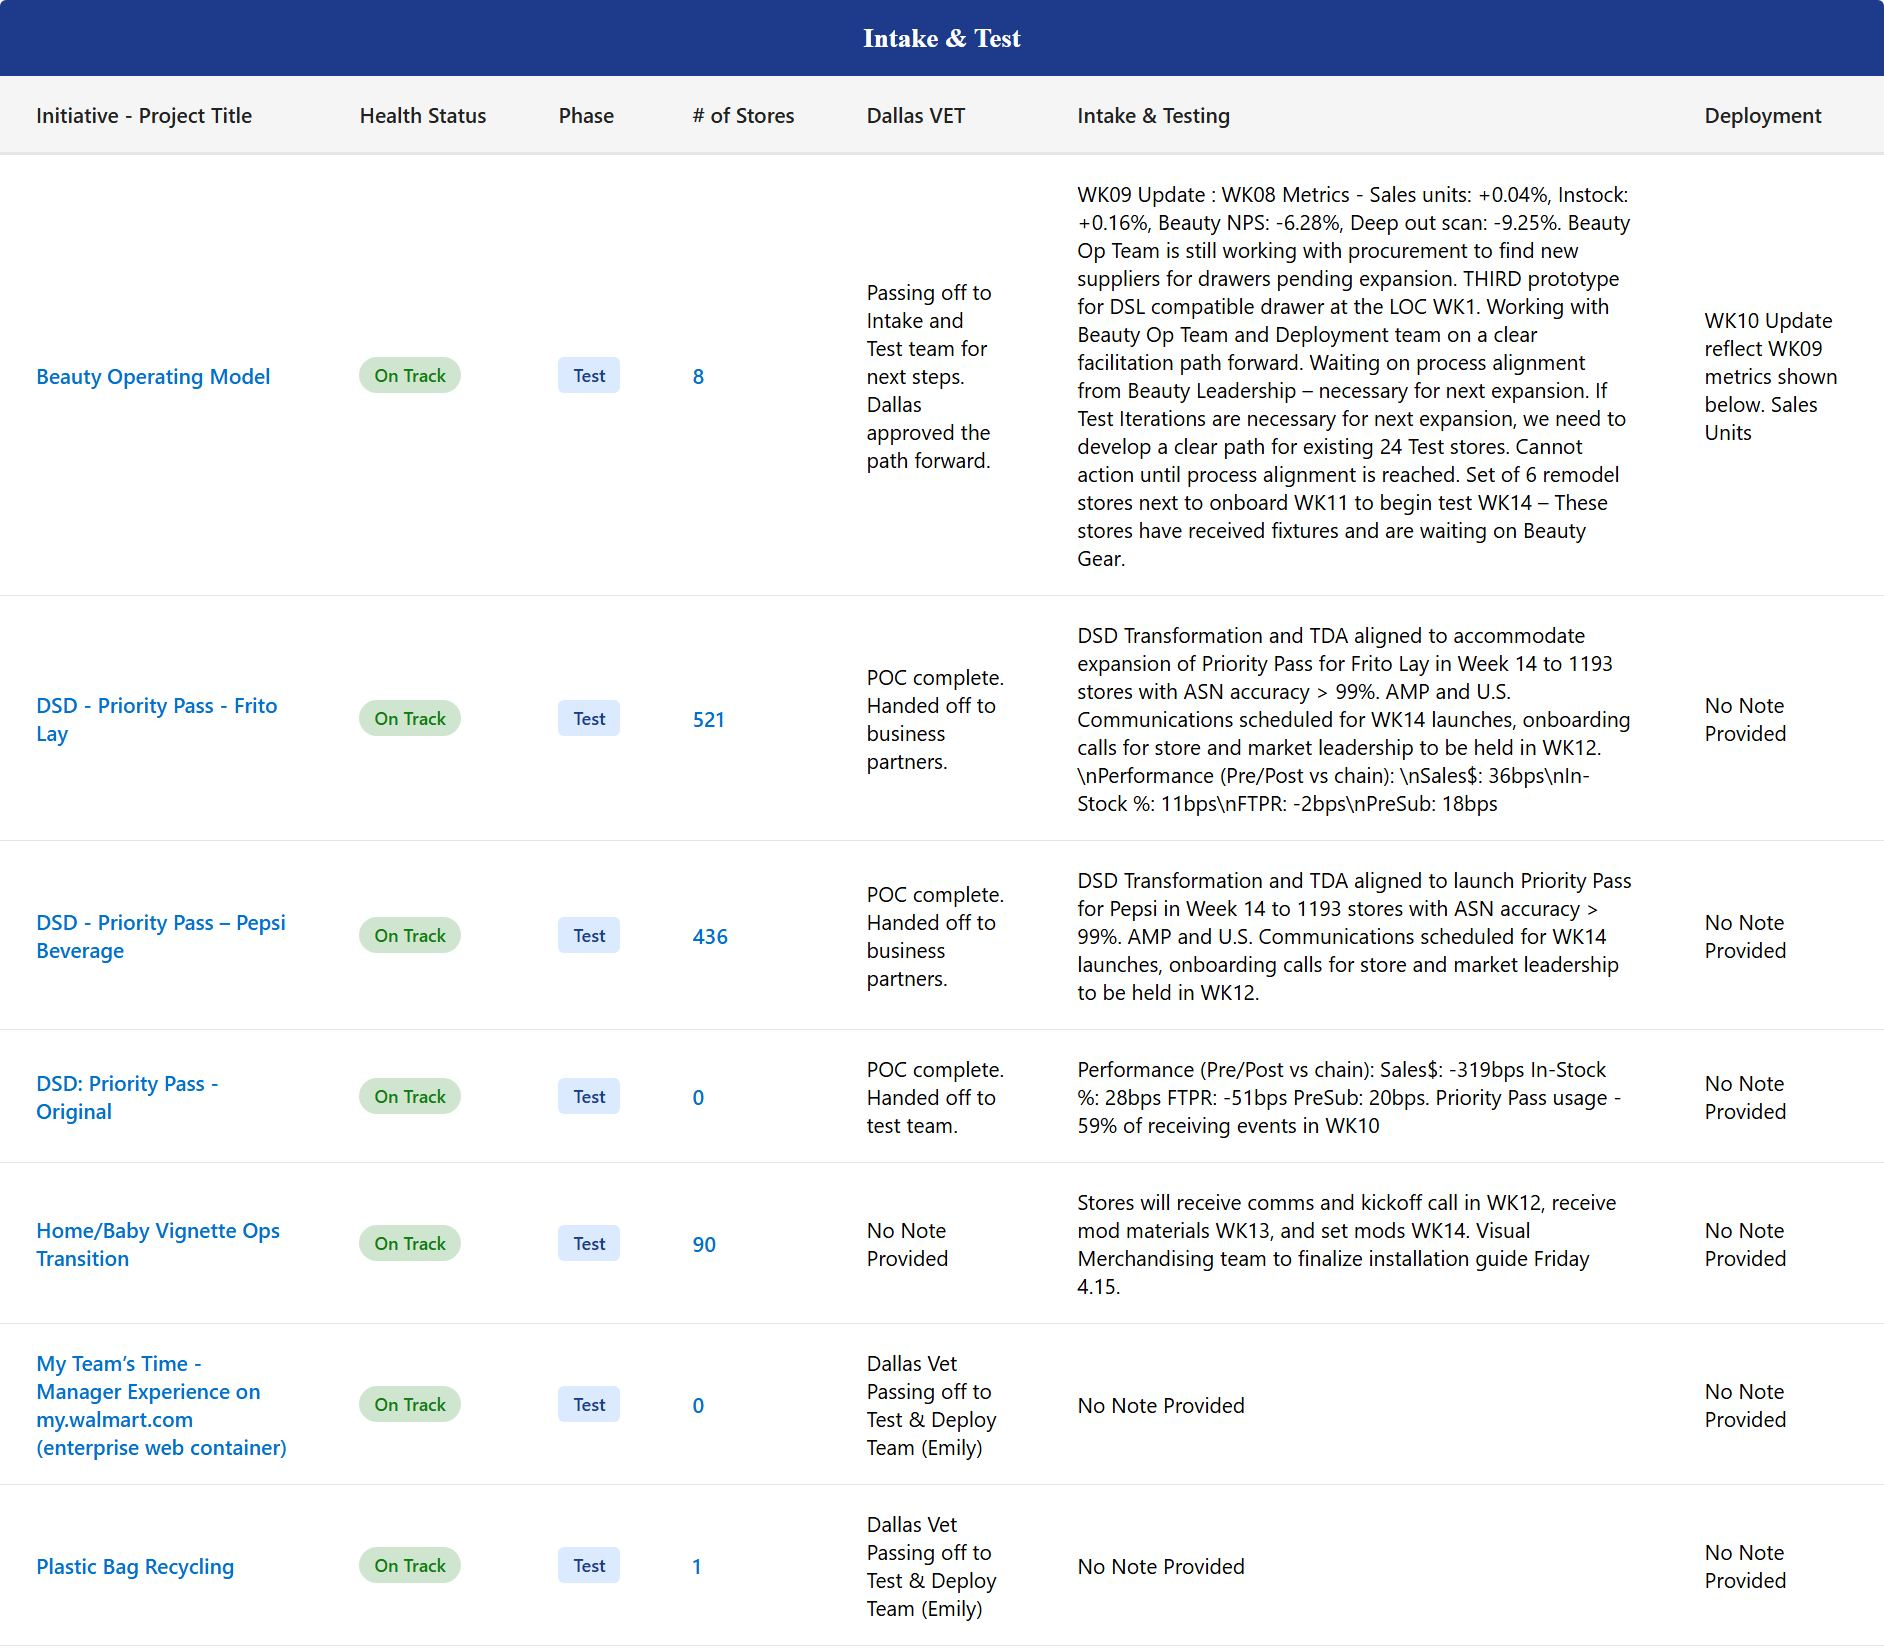 Intake & Test
Initiative - Project Title
Health Status
Phase
# of Stores
Dallas VET
Intake & Testing
Deployment
Beauty Operating Model
On Track
Test
8
Passing off to
Intake and
Test team for
next steps.
Dallas
approved the
path forward.
WK09 Update : WK08 Metrics - Sales units: +0.04%, Instock:
+0.16%, Beauty NPS: -6.28%, Deep out scan: -9.25%. Beauty
Op Team is still working with procurement to find new
suppliers for drawers pending expansion. THIRD prototype
for DSL compatible drawer at the LOC WK1. Working with
Beauty Op Team and Deployment team on a clear
facilitation path forward. Waiting on process alignment
from Beauty Leadership – necessary for next expansion. If
Test Iterations are necessary for next expansion, we need to
develop a clear path for existing 24 Test stores. Cannot
action until process alignment is reached. Set of 6 remodel
stores next to onboard WK11 to begin test WK14 – These
stores have received fixtures and are waiting on Beauty
Gear.
WK10 Update
reflect WK09
metrics shown
below. Sales
Units
DSD - Priority Pass - Frito
Lay
On Track
Test
521
POC complete.
Handed off to
business
partners.
DSD Transformation and TDA aligned to accommodate
expansion of Priority Pass for Frito Lay in Week 14 to 1193
stores with ASN accuracy > 99%. AMP and U.S.
Communications scheduled for WK14 launches, onboarding
calls for store and market leadership to be held in WK12.
\nPerformance (Pre/Post vs chain): \nSales$: 36bps\nIn-
Stock %: 11bps\nFTPR: -2bps\nPreSub: 18bps
No Note
Provided
DSD - Priority Pass – Pepsi
Beverage
On Track
Test
436
POC complete.
Handed off to
business
partners.
DSD Transformation and TDA aligned to launch Priority Pass
for Pepsi in Week 14 to 1193 stores with ASN accuracy >
99%. AMP and U.S. Communications scheduled for WK14
launches, onboarding calls for store and market leadership
to be held in WK12.
No Note
Provided
DSD: Priority Pass -
Original
On Track
Test
0
POC complete.
Handed off to
test team.
Performance (Pre/Post vs chain): Sales$: -319bps In-Stock
%: 28bps FTPR: -51bps PreSub: 20bps. Priority Pass usage -
59% of receiving events in WK10
No Note
Provided
Home/Baby Vignette Ops
Transition
On Track
Test
90
No Note
Provided
Stores will receive comms and kickoff call in WK12, receive
mod materials WK13, and set mods WK14. Visual
Merchandising team to finalize installation guide Friday
4.15.
No Note
Provided
My Team’s Time -
Manager Experience on
my.walmart.com
(enterprise web container)
On Track
Test
0
Dallas Vet
Passing off to
Test & Deploy
Team (Emily)
No Note Provided
No Note
Provided
Plastic Bag Recycling
On Track
Test
1
Dallas Vet
Passing off to
Test & Deploy
Team (Emily)
No Note Provided
No Note
Provided